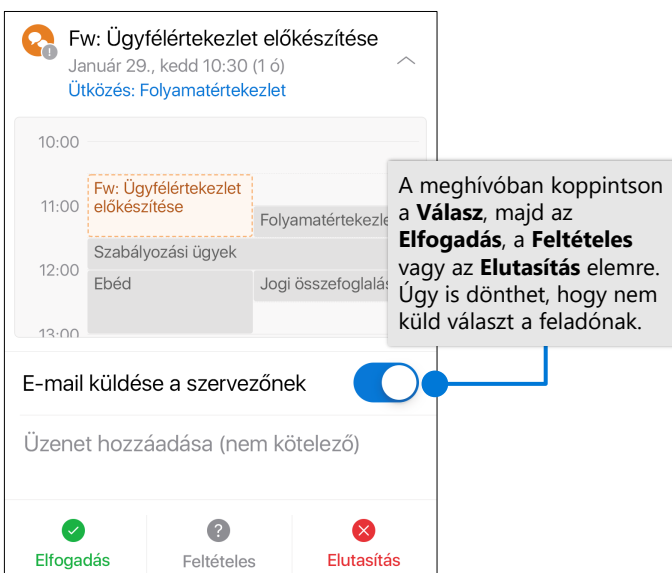 Fw: Ügyfélértekezlet előkészítése
Január 29., kedd 10:30 (1 ó)
Ütközés: Folyamatértekezlet
10:00
Fw: Ügyfélértekezlet
előkészítése
11:00
Folyamatértekezle
Szabályozási ügyek
12:00
Ebéd
Jogi összefoglalás
13:00
A meghívóban koppintson
a Válasz, majd az
Elfogadás, a Feltételes
vagy az Elutasítás elemre.
Úgy is dönthet, hogy nem
küld választ a feladónak.
E-mail küldése a szervezőnek
Üzenet hozzáadása (nem kötelező)
Elfogadás
Feltételes
Elutasítás